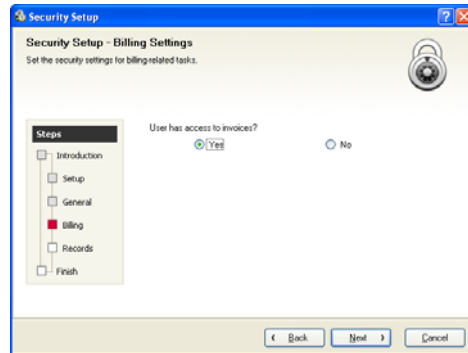 Security Setup
Security Setup - Billing Settings
Set the security settings for billing-related tasks.
Steps
Introduction
Setup
General
Billing
Records
Finish
User has access to invoices?
Yes No
Back Next Cancel